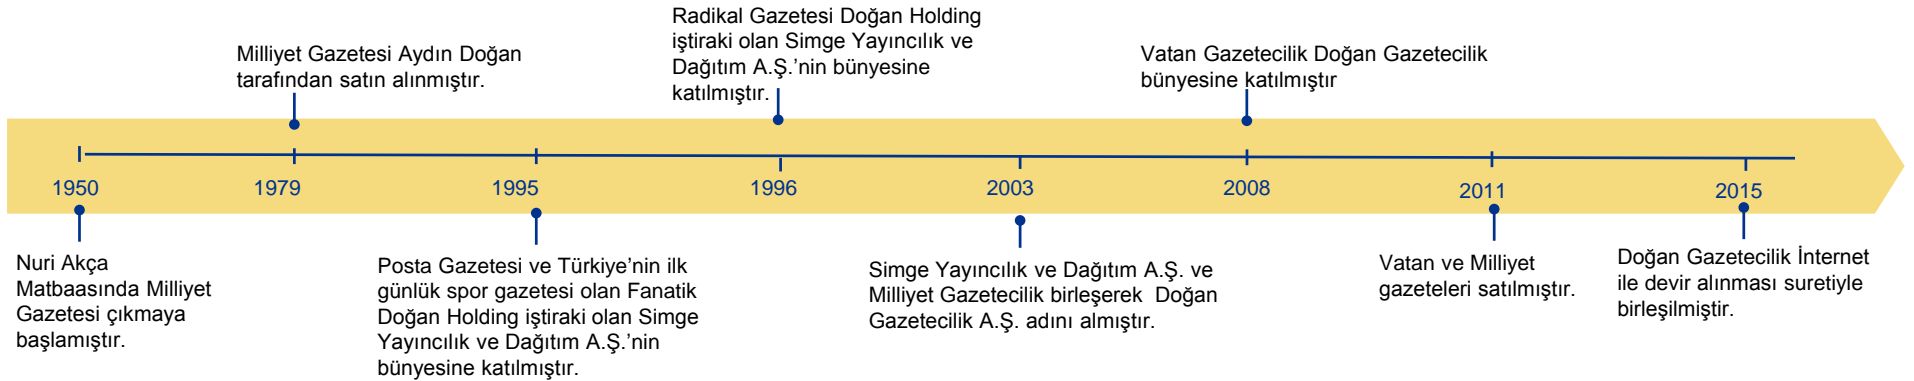 Radikal Gazetesi Doğan Holding
iştiraki olan Simge Yayıncılık ve
Dağıtım A.Ş.’nin bünyesine
katılmıştır.
Milliyet Gazetesi Aydın Doğan
tarafından satın alınmıştır.
Vatan Gazetecilik Doğan Gazetecilik
bünyesine katılmıştır
1950
1979
1995
1996
2003
2008
2011
2015
Nuri Akça
Matbaasında Milliyet
Gazetesi çıkmaya
başlamıştır.
Posta Gazetesi ve Türkiye’nin ilk
günlük spor gazetesi olan Fanatik
Doğan Holding iştiraki olan Simge
Yayıncılık ve Dağıtım A.Ş.’nin
bünyesine katılmıştır.
Simge Yayıncılık ve Dağıtım A.Ş. ve
Milliyet Gazetecilik birleşerek  Doğan
Gazetecilik A.Ş. adını almıştır.
Vatan ve Milliyet
gazeteleri satılmıştır.
Doğan Gazetecilik İnternet
ile devir alınması suretiyle
birleşilmiştir.